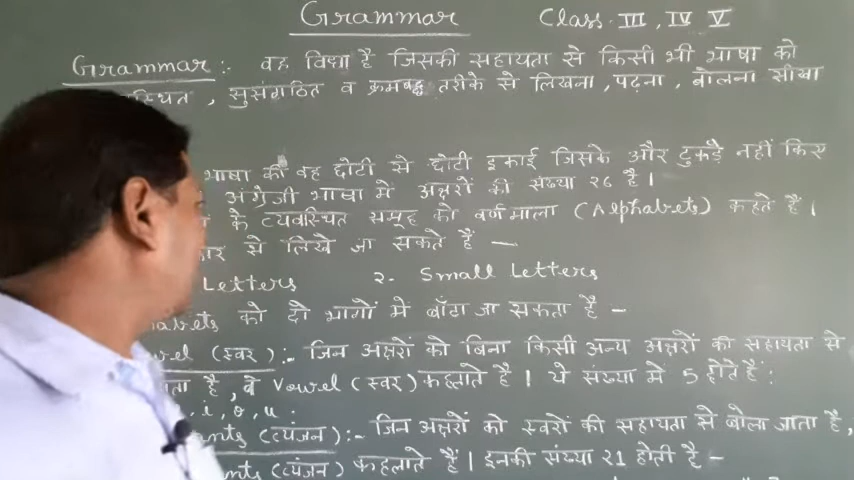 Grammar Class III, IV V
Grammar :- वह विद्या है जिसकी सहायता से किसी भी भाषा को
स्थित, सुसंगठित व क्रमबद्ध तरीके से लिखना, पढ़ना, बोलना सीखा
भाषा की वह छोटी से छोटी इकाई जिसके और टुकड़े नहीं किए
अंग्रेजी भाषा मे अक्षरों की संख्या 26 है।
के व्यवस्थित समूह को वर्णमाला (Alphabets) कहते है।
से लिखे जा सकते हैं —
Letters 2. Small Letters
को दो भागों में बाँटा जा सकता है -
(स्वर) :- जिन अक्षरों को बिना किसी अन्य अक्षरों की सहायता से
है, वे Vowel (स्वर) कहलाते है। ये संख्या मे 5 होते हैं:
, i, o, u :
(व्यंजन) :- जिन अक्षरों को स्वरों की सहायता से बोला जाता है,
(व्यंजन) कहलाते हैं। इनकी संख्या 21 होती है -